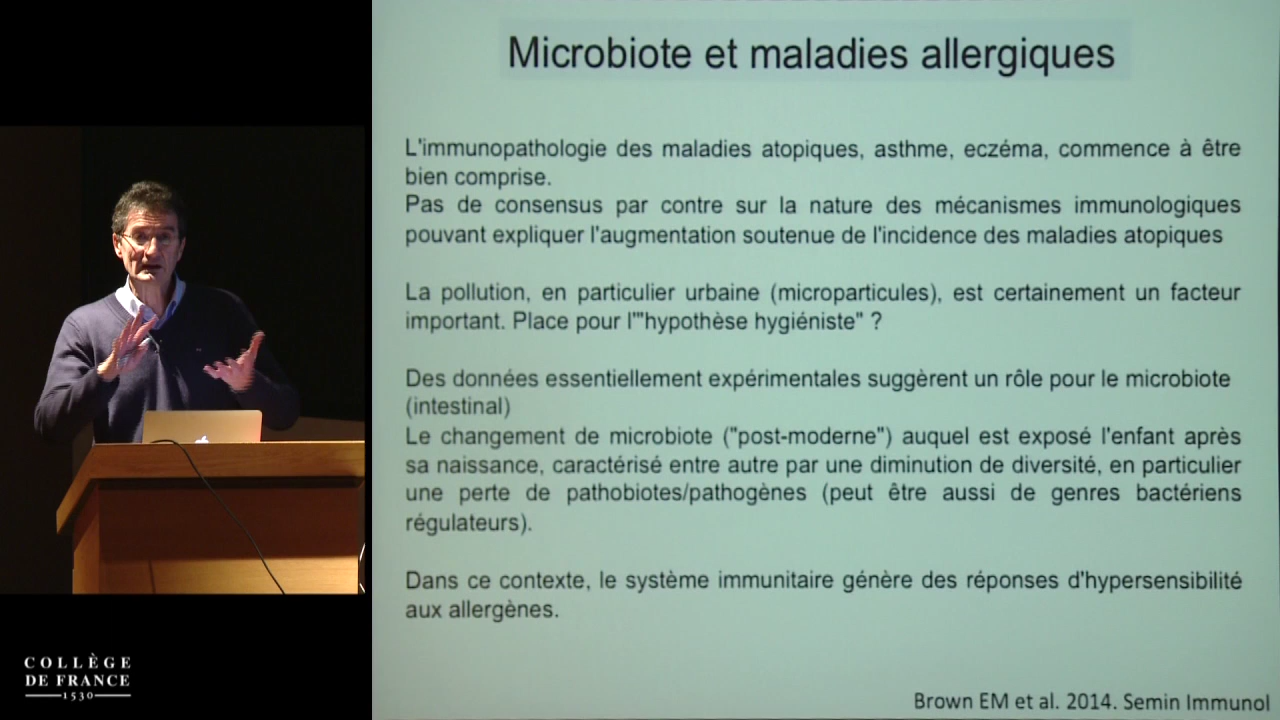 Microbiote et maladies allergiques
L'immunopathologie des maladies atopiques, asthme, eczéma, commence à être
bien comprise.
Pas de consensus par contre sur la nature des mécanismes immunologiques
pouvant expliquer l'augmentation soutenue de l'incidence des maladies atopiques
La pollution, en particulier urbaine (microparticules), est certainement un facteur
important. Place pour l'"hypothèse hygiéniste" ?
Des données essentiellement expérimentales suggèrent un rôle pour le microbiote
(intestinal)
Le changement de microbiote ("post-moderne") auquel est exposé l'enfant après
sa naissance, caractérisé entre autre par une diminution de diversité, en particulier
une perte de pathobiotes/pathogènes (peut être aussi de genres bactériens
régulateurs).
Dans ce contexte, le système immunitaire génère des réponses d'hypersensibilité
aux allergènes.
Brown EM et al. 2014. Semin Immunol
COLLÈGE
DE FRANCE
1530